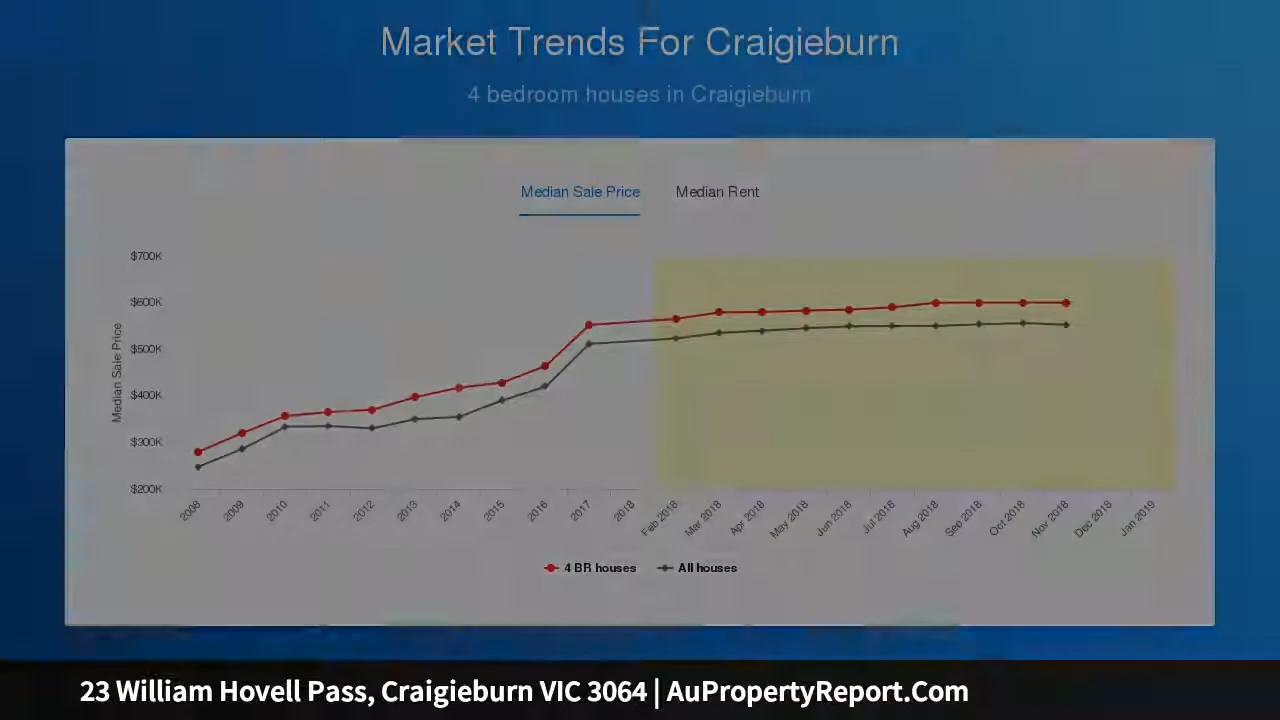 Market Trends For Craigieburn
4 bedroom houses in Craigieburn
Median Sale Price Median Rent
$700K
$600K
$500K
$400K
$300K
$200K
Median Sale Price
2008 2009 2010 2011 2012 2013 2014 2015 2016 2017 2018 Feb 2018 Mar 2018 Apr 2018 May 2018 Jun 2018 Jul 2018 Aug 2018 Sep 2018 Oct 2018 Nov 2018 Dec 2018 Jan 2019
4 BR houses All houses
23 William Hovell Pass, Craigieburn VIC 3064 | AuPropertyReport.Com